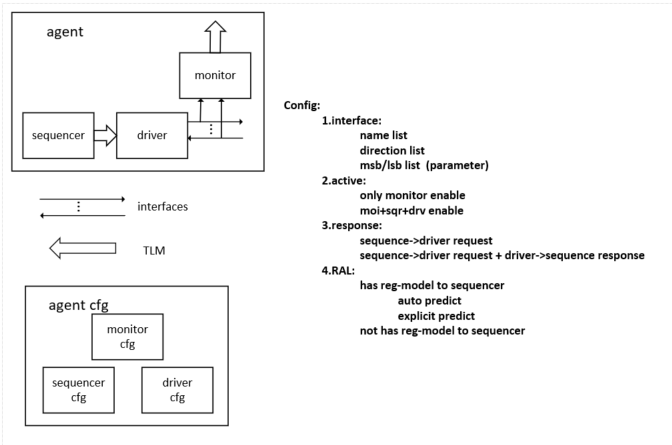 agent
monitor
sequencer
driver
interfaces
TLM
agent cfg
monitor
cfg
sequencer
cfg
driver
cfg
Config:
1.interface:
name list
direction list
msb/lsb list (parameter)
2.active:
only monitor enable
moi+sqr+drv enable
3.response:
sequence->driver request
sequence->driver request + driver->sequence response
4.RAL:
has reg-model to sequencer
auto predict
explicit predict
not has reg-model to sequencer